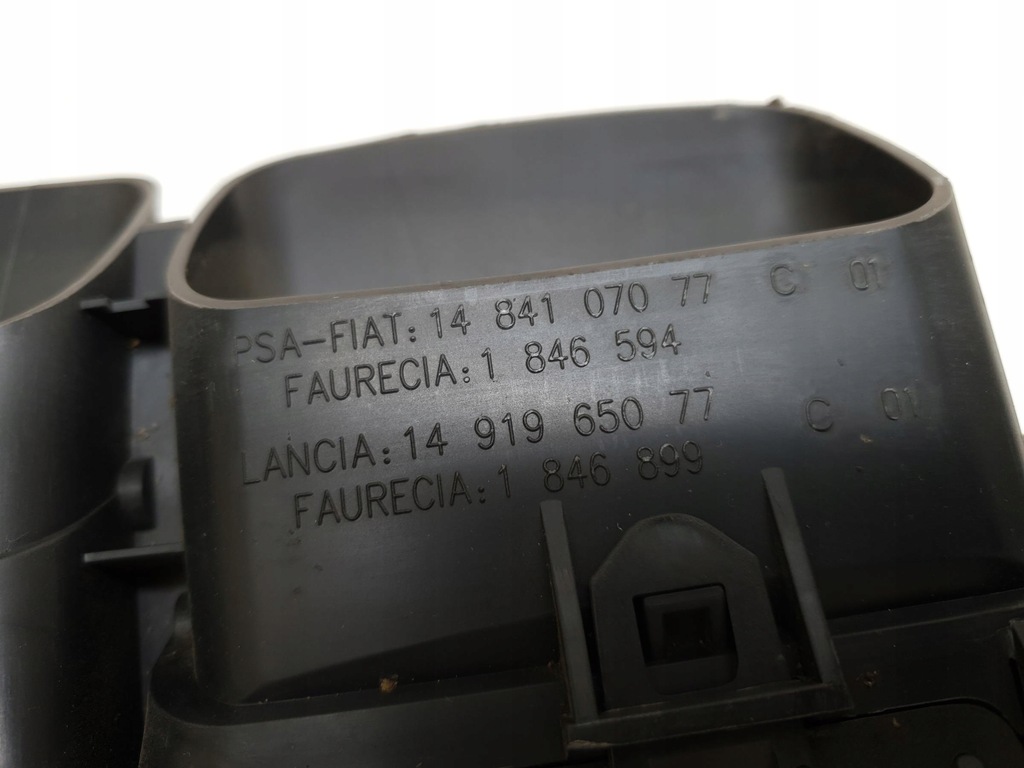 PSA-FIAT: 14 841 070 77 C 01
FAURECIA: 1 846 594
LANCIA: 14 919 650 77 C 01
FAURECIA: 1 846 899